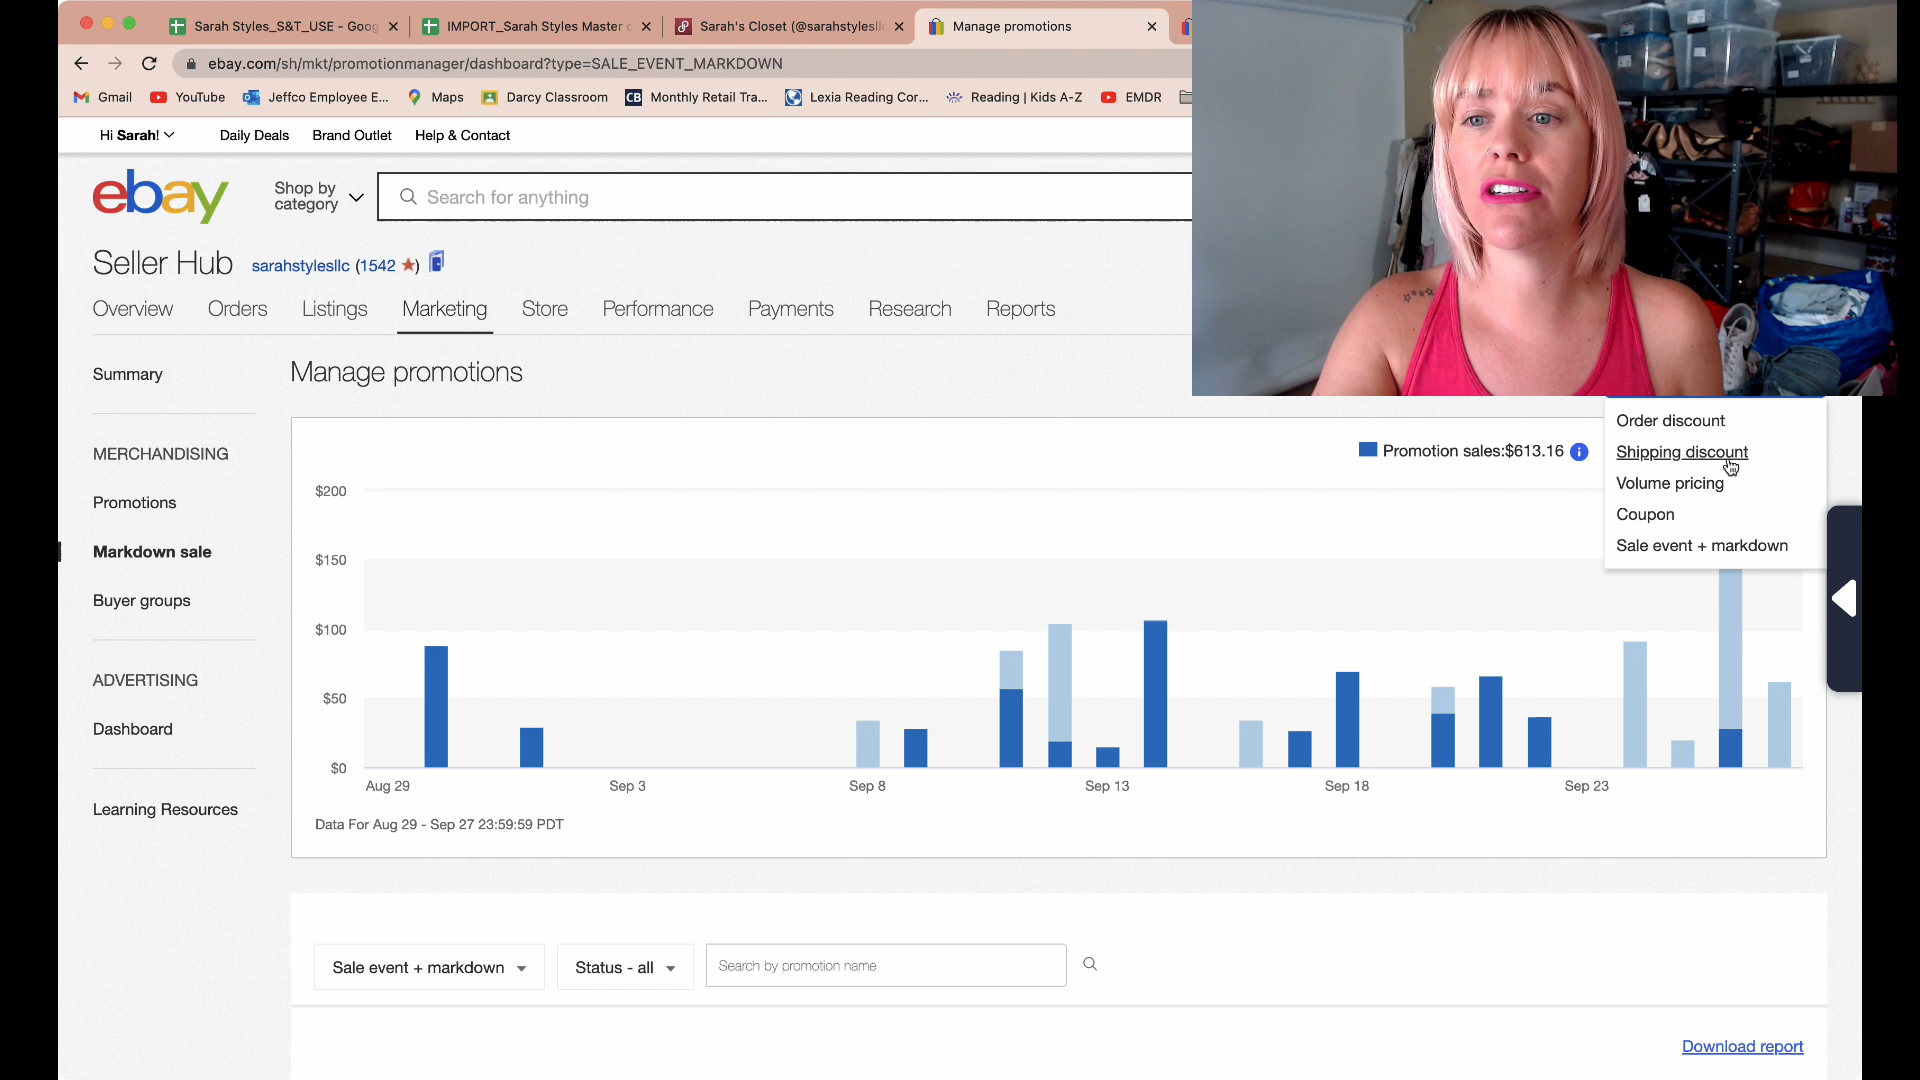 Sarah Styles_S&T_USE - Goog
IMPORT_Sarah Styles Master c
Sarah's Closet (@sarahstylesll
Manage promotions
ebay.com/sh/mkt/promotionmanager/dashboard?type=SALE_EVENT_MARKDOWN
Gmail
YouTube
Jeffco Employee E...
Maps
Darcy Classroom
CB
Monthly Retail Tra...
Lexia Reading Cor...
Reading | Kids A-Z
EMDR
Hi Sarah!
Daily Deals
Brand Outlet
Help & Contact
ebay
Shop by
category
Search for anything
Seller Hub
sarahstylesllc (1542 ★)
Overview
Orders
Listings
Marketing
Store
Performance
Payments
Research
Reports
Summary
MERCHANDISING
Promotions
Markdown sale
Buyer groups
ADVERTISING
Dashboard
Learning Resources
Manage promotions
Promotion sales:$613.16
Order discount
Shipping discount
Volume pricing
Coupon
Sale event + markdown
$200
$150
$100
$50
$0
Aug 29
Sep 3
Sep 8
Sep 13
Sep 18
Sep 23
Data For Aug 29 - Sep 27 23:59:59 PDT
Sale event + markdown
Status - all
Search by promotion name
Download report